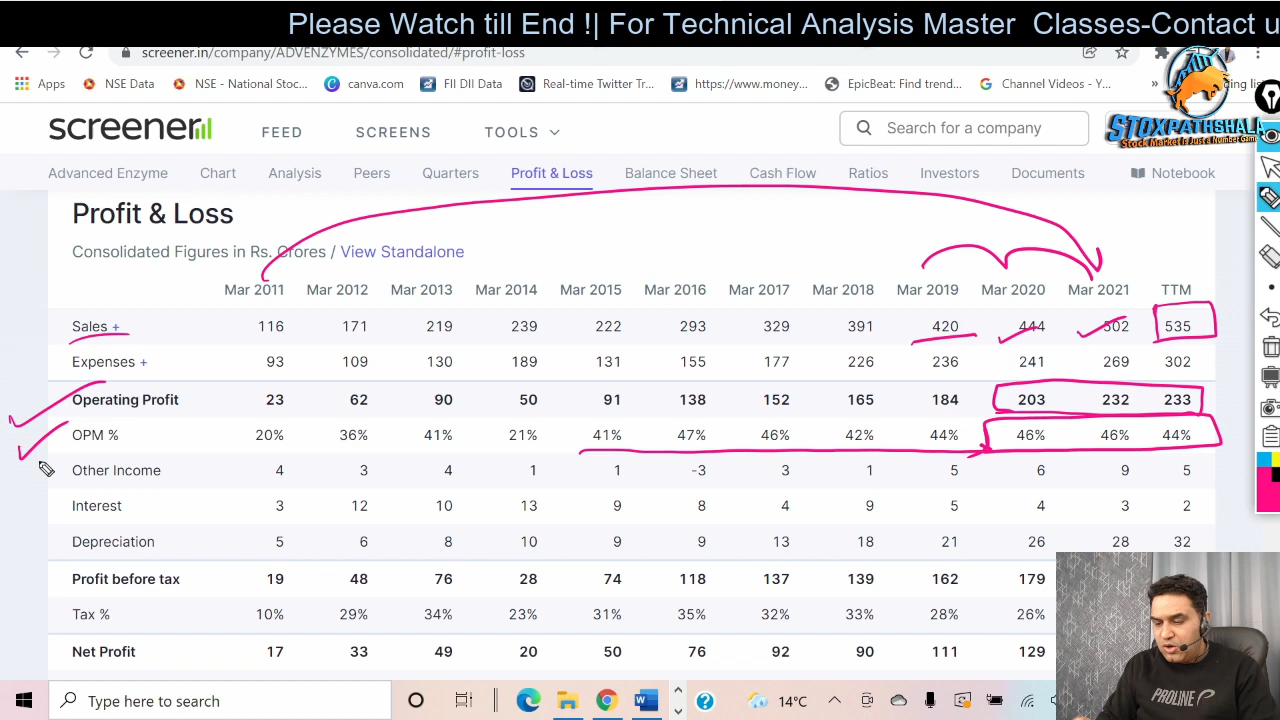 Please Watch till End !| For Technical Analysis Master Classes-Contact u
screener.in/company/ADVENZYMES/consolidated/#profit-loss
Apps NSE Data NSE - National Stoc... canva.com FII DII Data Real-time Twitter Tr... https://www.money... EpicBeat: Find trend... Channel Videos - Y... » ding li
screener FEED SCREENS TOOLS Search for a company
STOXPATHSHALA
Stock Market is Just a Number Game
Advanced Enzyme Chart Analysis Peers Quarters Profit & Loss Balance Sheet Cash Flow Ratios Investors Documents Notebook
Profit & Loss
Consolidated Figures in Rs. Crores / View Standalone
Mar 2011 Mar 2012 Mar 2013 Mar 2014 Mar 2015 Mar 2016 Mar 2017 Mar 2018 Mar 2019 Mar 2020 Mar 2021 TTM
Sales + 116 171 219 239 222 293 329 391 420 444 502 535
Expenses + 93 109 130 189 131 155 177 226 236 241 269 302
Operating Profit 23 62 90 50 91 138 152 165 184 203 232 233
OPM % 20% 36% 41% 21% 41% 47% 46% 42% 44% 46% 46% 44%
Other Income 4 3 4 1 1 -3 3 1 5 6 9 5
Interest 3 12 10 13 9 8 4 9 5 4 3 2
Depreciation 5 6 8 10 9 9 13 18 21 26 28 32
Profit before tax 19 48 76 28 74 118 137 139 162 179
Tax % 10% 29% 34% 23% 31% 35% 32% 33% 28% 26%
Net Profit 17 33 49 20 50 76 92 90 111 129
PROLINE
Type here to search 14°C